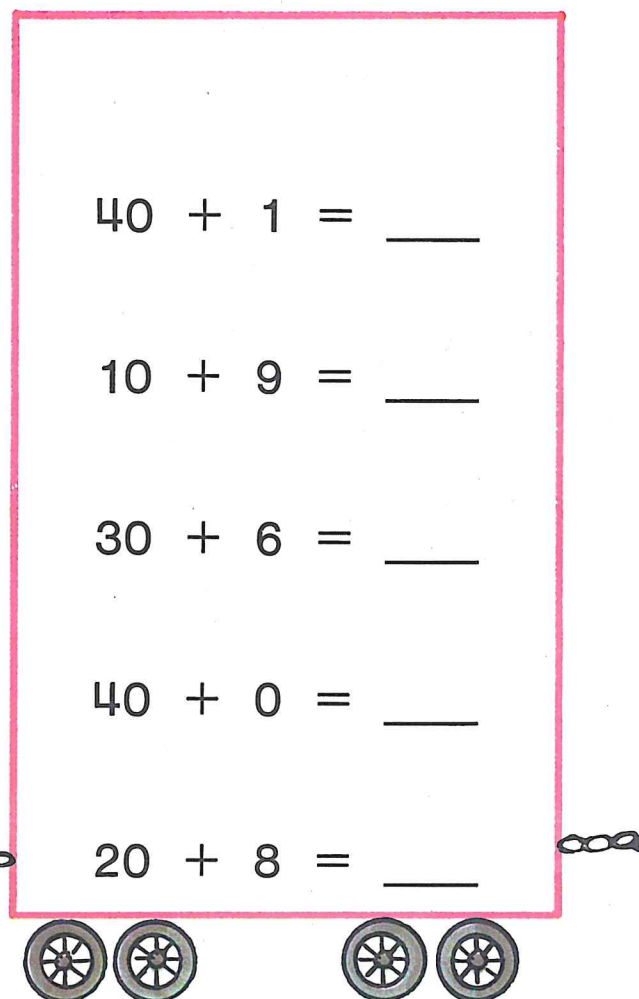 40 + 1 = ___
10 + 9 = ___
30 + 6 = ___
40 + 0 = ___
20 + 8 = ___